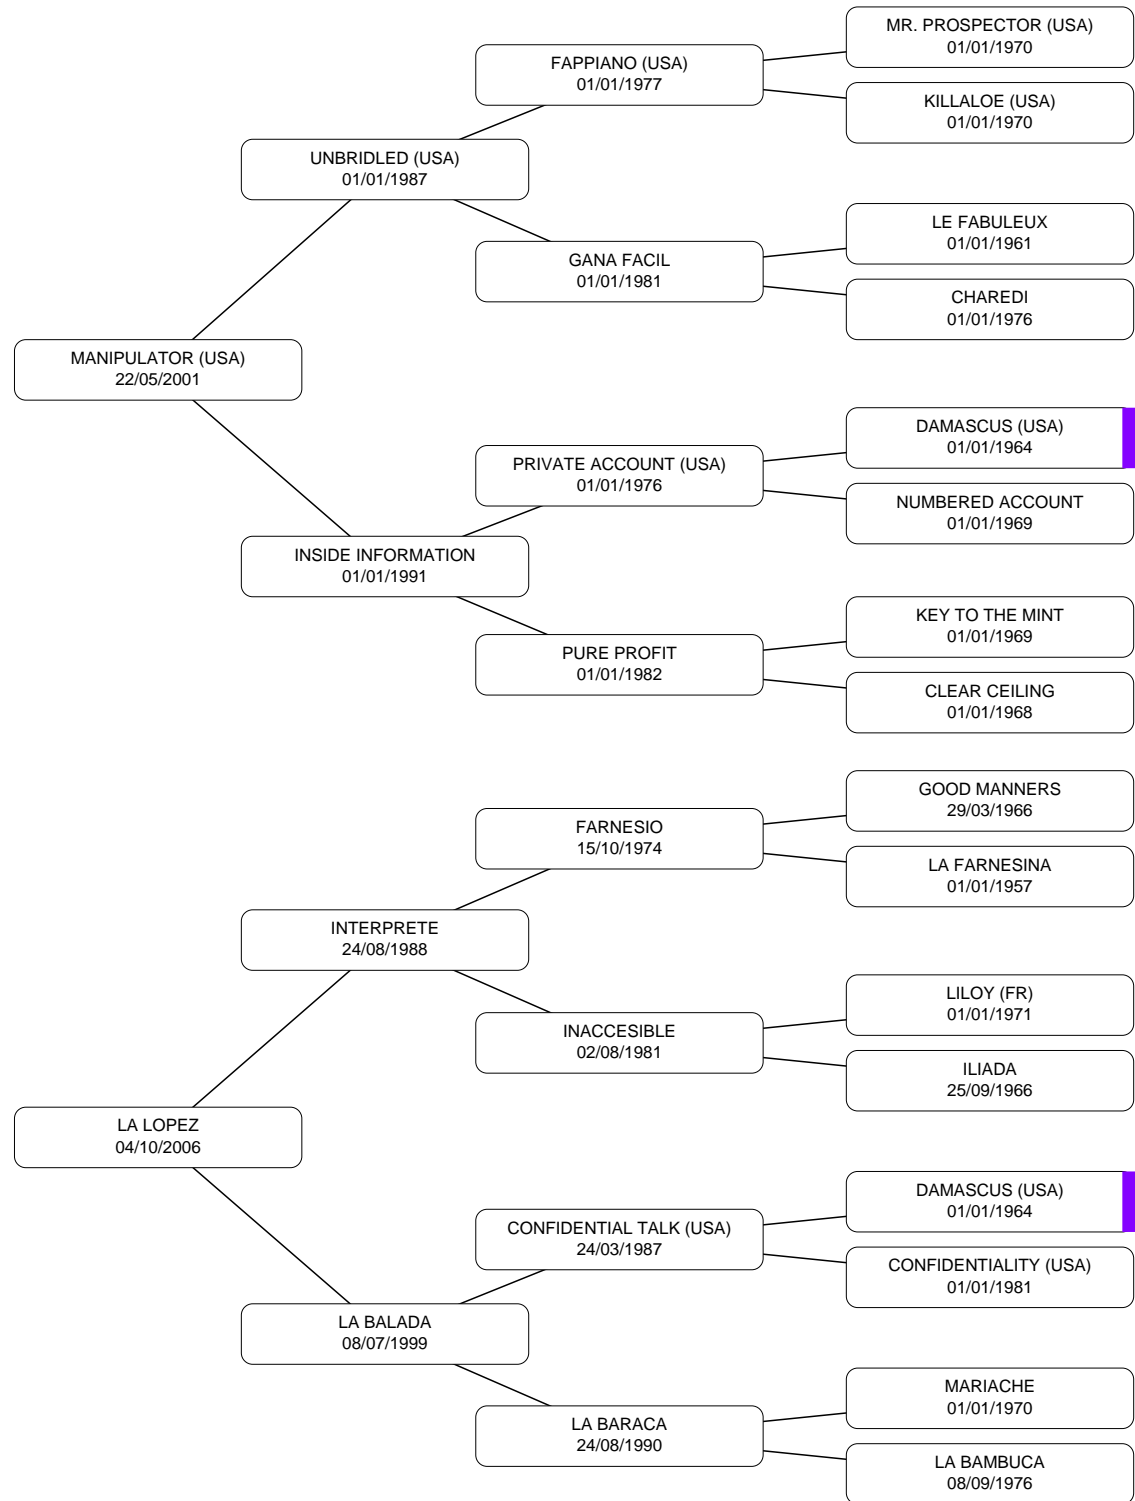 MR. PROSPECTOR (USA)
01/01/1970
FAPPIANO (USA)
01/01/1977
KILLALOE (USA)
01/01/1970
UNBRIDLED (USA)
01/01/1987
LE FABULEUX
01/01/1961
GANA FACIL
01/01/1981
CHAREDI
01/01/1976
MANIPULATOR (USA)
22/05/2001
DAMASCUS (USA)
01/01/1964
PRIVATE ACCOUNT (USA)
01/01/1976
NUMBERED ACCOUNT
01/01/1969
INSIDE INFORMATION
01/01/1991
KEY TO THE MINT
01/01/1969
PURE PROFIT
01/01/1982
CLEAR CEILING
01/01/1968
GOOD MANNERS
29/03/1966
FARNESIO
15/10/1974
LA FARNESINA
01/01/1957
INTERPRETE
24/08/1988
LILOY (FR)
01/01/1971
INACCESIBLE
02/08/1981
ILIADA
25/09/1966
LA LOPEZ
04/10/2006
DAMASCUS (USA)
01/01/1964
CONFIDENTIAL TALK (USA)
24/03/1987
CONFIDENTIALITY (USA)
01/01/1981
LA BALADA
08/07/1999
MARIACHE
01/01/1970
LA BARACA
24/08/1990
LA BAMBUCA
08/09/1976